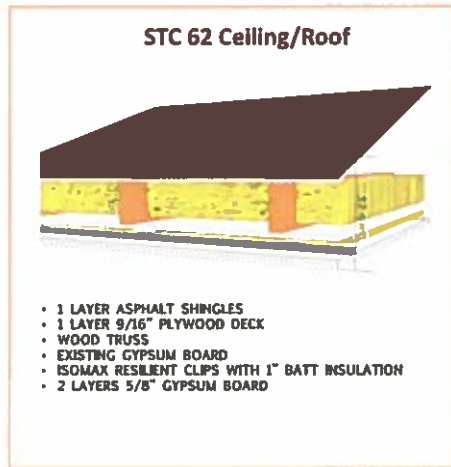 STC 62 Ceiling/Roof
• 1 LAYER ASPHALT SHINGLES
• 1 LAYER 9/16" PLYWOOD DECK
• WOOD TRUSS
• EXISTING GYPSUM BOARD
• ISOMAX RESILIENT CLIPS WITH 1" BATT INSULATION
• 2 LAYERS 5/8" GYPSUM BOARD